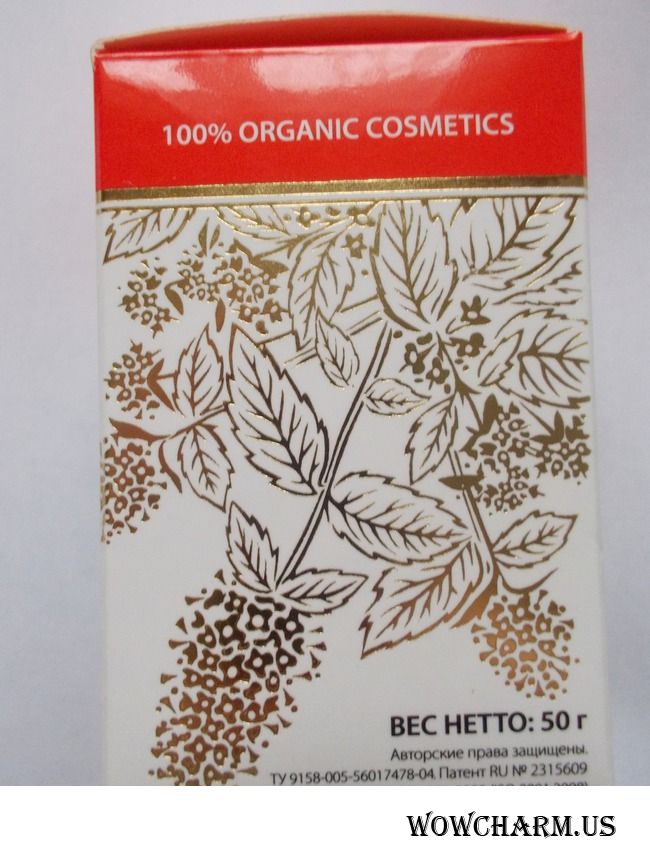 100% ORGANIC COSMETICS
ВЕС НЕТТО: 50 г
Авторские права защищены.
ТУ 9158-005-56017478-04, Патент RU № 2315609
WOWCHARM.US